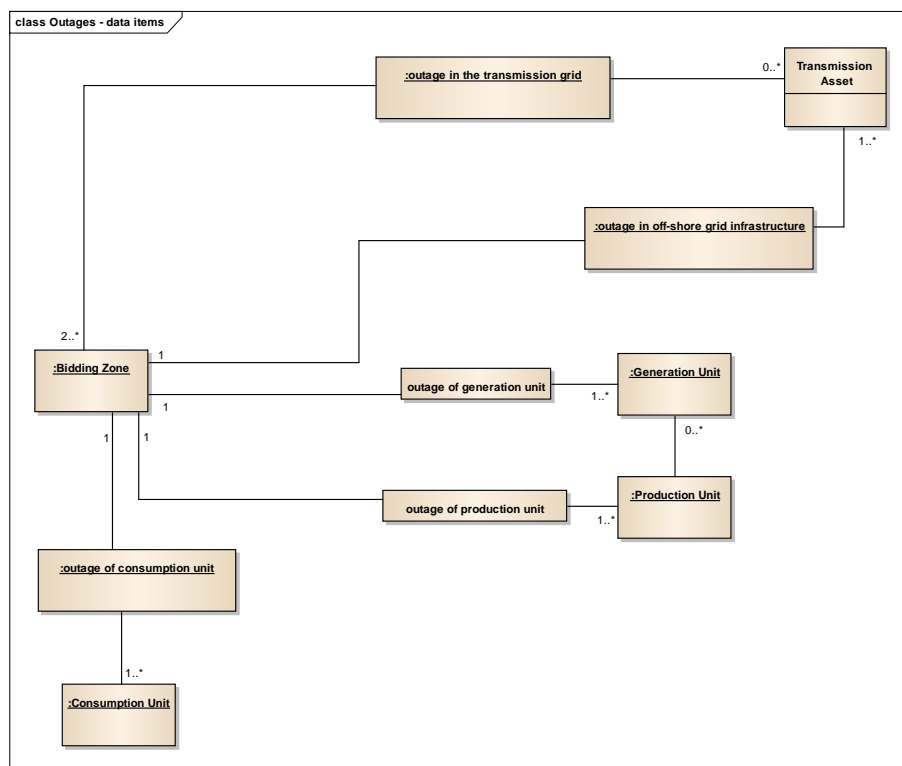 class Outages - data items
:outage in the transmission grid
0..*
Transmission
Asset
1..*
:outage in off-shore grid infrastructure
2..*
1
:Bidding Zone
:Generation Unit
outage of generation unit
1..*
1
0..*
1
1
:Production Unit
outage of production unit
1..*
:outage of consumption unit
1..*
:Consumption Unit